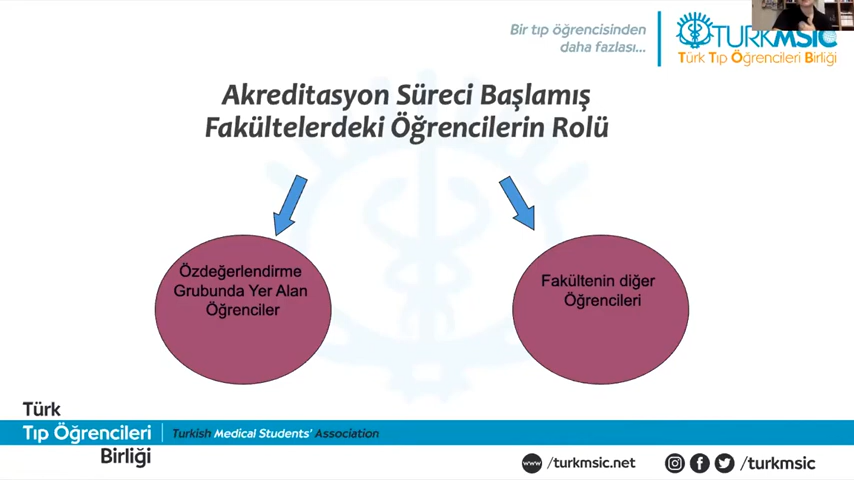 Bir tıp öğrencisinden
daha fazlası...
TURKMSIC
Türk Tıp Öğrencileri Birliği
Akreditasyon Süreci Başlamış
Fakültelerdeki Öğrencilerin Rolü
Özdeğerlendirme
Grubunda Yer Alan
Öğrenciler
Fakültenin diğer
Öğrencileri
Türk
Tıp Öğrencileri
Birliği
Turkish Medical Students' Association
www /turkmsic.net
/turkmsic